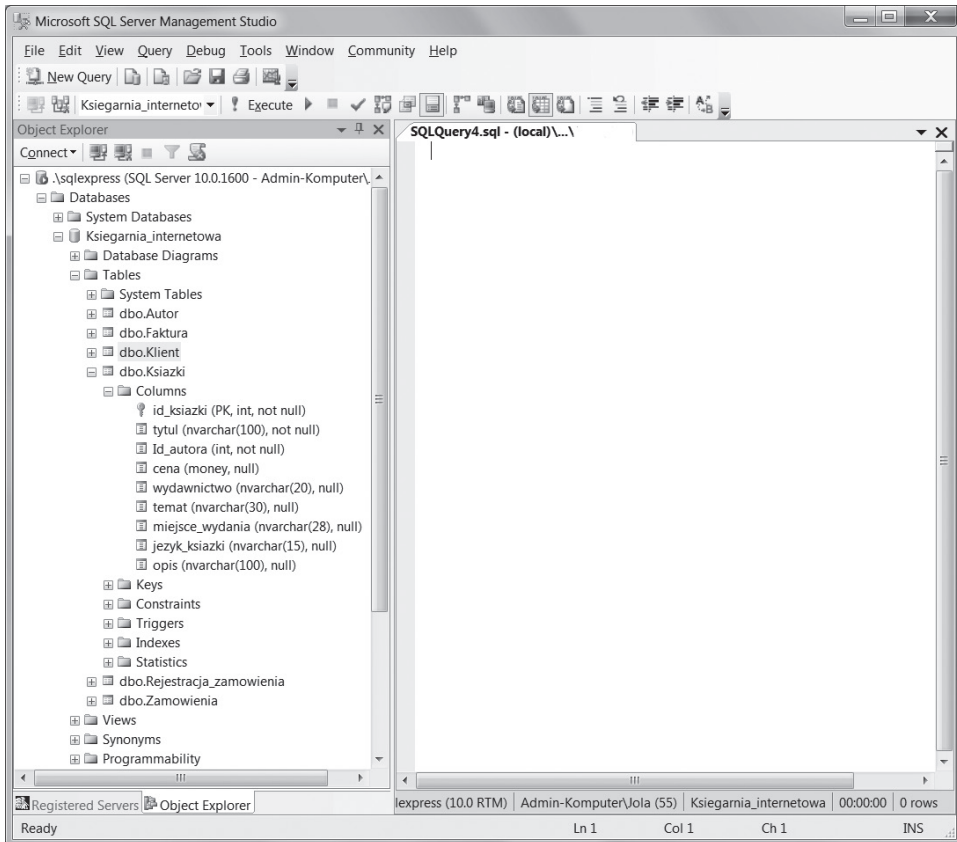 Microsoft SQL Server Management Studio
File Edit View Query Debug Tools Window Community Help
New Query
Ksiegarnia_internetov Execute
Object Explorer
SQLQuery4.sql - (local)\...\
Connect
.\sqlexpress (SQL Server 10.0.1600 - Admin-Komputer\.
Databases
System Databases
Ksiegarnia_internetowa
Database Diagrams
Tables
System Tables
dbo.Autor
dbo.Faktura
dbo.Klient
dbo.Ksiazki
Columns
id_ksiazki (PK, int, not null)
tytul (nvarchar(100), not null)
Id_autora (int, not null)
cena (money, null)
wydawnictwo (nvarchar(20), null)
temat (nvarchar(30), null)
miejsce_wydania (nvarchar(28), null)
jezyk_ksiazki (nvarchar(15), null)
opis (nvarchar(100), null)
Keys
Constraints
Triggers
Indexes
Statistics
dbo.Rejestracja_zamowienia
dbo.Zamowienia
Views
Synonyms
Programmability
Registered Servers Object Explorer
lexpress (10.0 RTM) Admin-Komputer\Jola (55) Ksiegarnia_internetowa 00:00:00 0 rows
Ready Ln 1 Col 1 Ch 1 INS